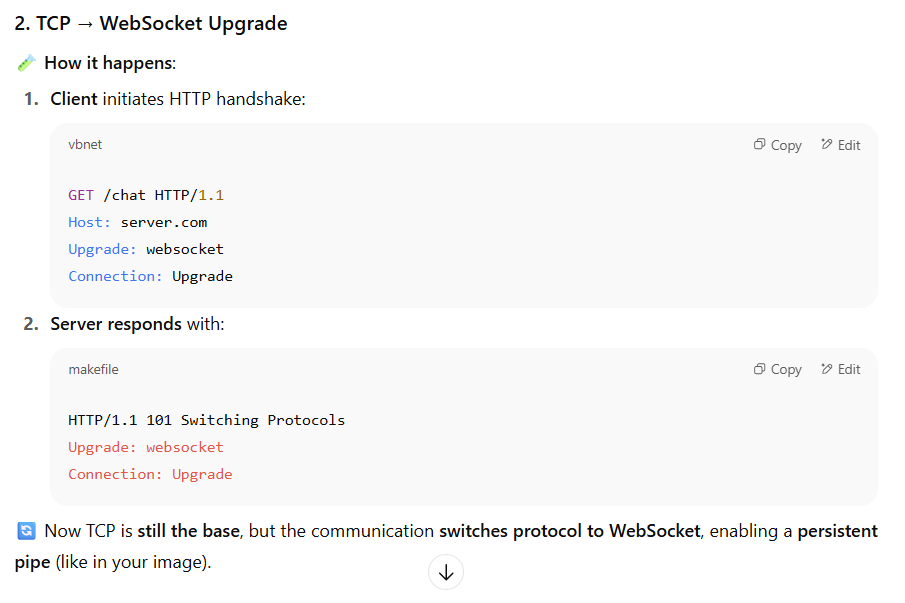 2. TCP → WebSocket Upgrade
How it happens:
1. Client initiates HTTP handshake:
vbnet Copy Edit
GET /chat HTTP/1.1
Host: server.com
Upgrade: websocket
Connection: Upgrade
2. Server responds with:
makefile Copy Edit
HTTP/1.1 101 Switching Protocols
Upgrade: websocket
Connection: Upgrade
Now TCP is still the base, but the communication switches protocol to WebSocket, enabling a persistent
pipe (like in your image).